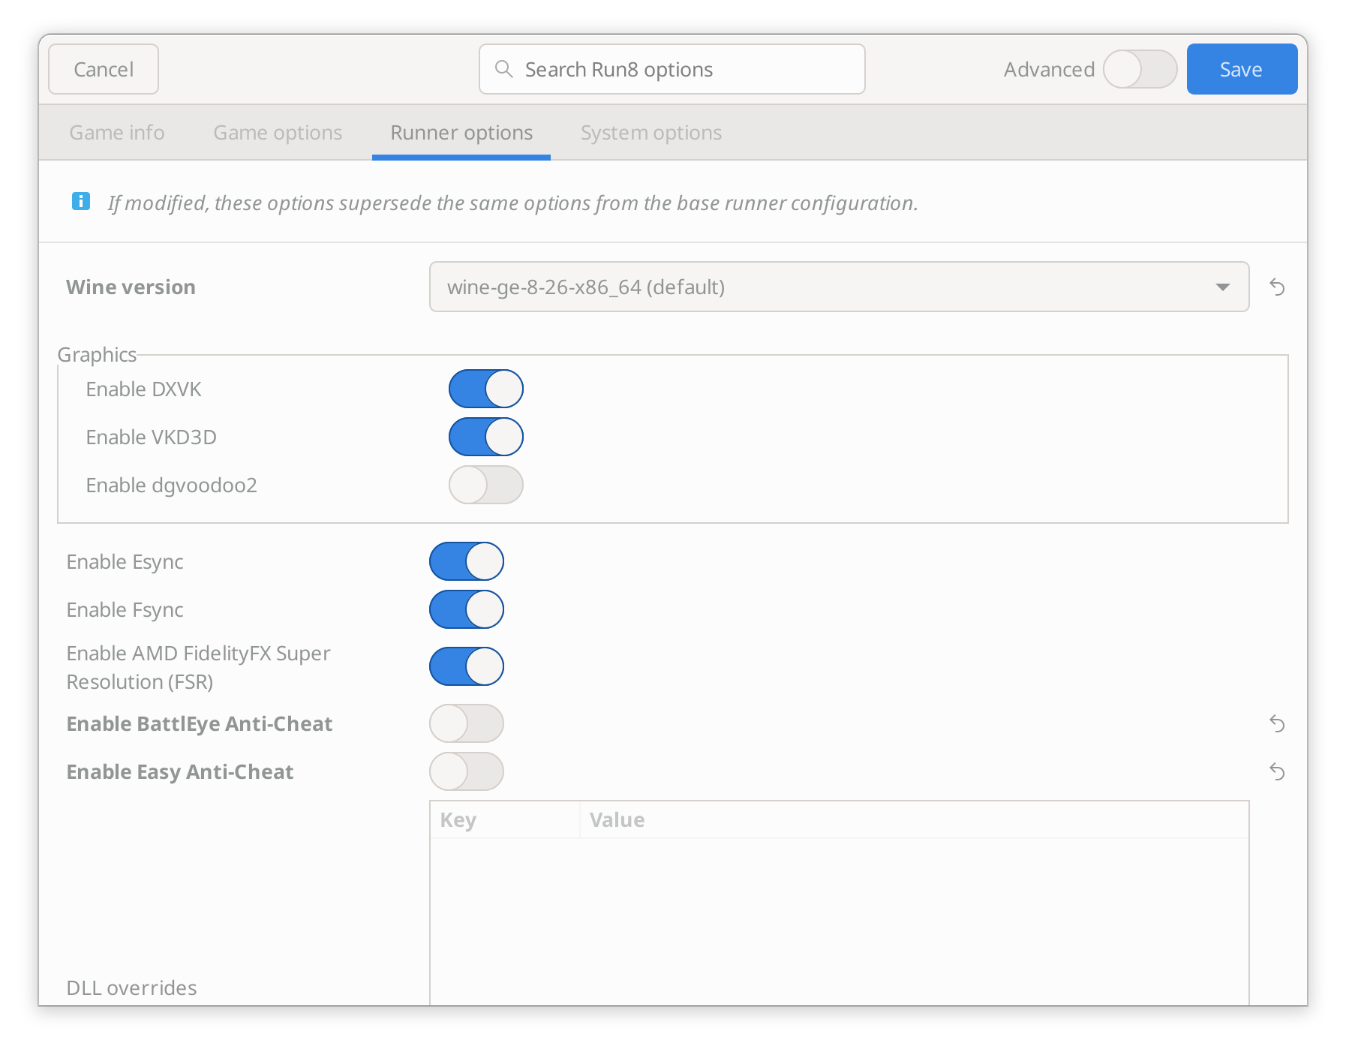 Cancel
Search Run8 options
Advanced
Save
Game info
Game options
Runner options
System options
If modified, these options supersede the same options from the base runner configuration.
Wine version
wine-ge-8-26-x86_64 (default)
Graphics
Enable DXVK
Enable VKD3D
Enable dgvoodoo2
Enable Esync
Enable Fsync
Enable AMD FidelityFX Super
Resolution (FSR)
Enable BattlEye Anti-Cheat
Enable Easy Anti-Cheat
Key
Value
DLL overrides